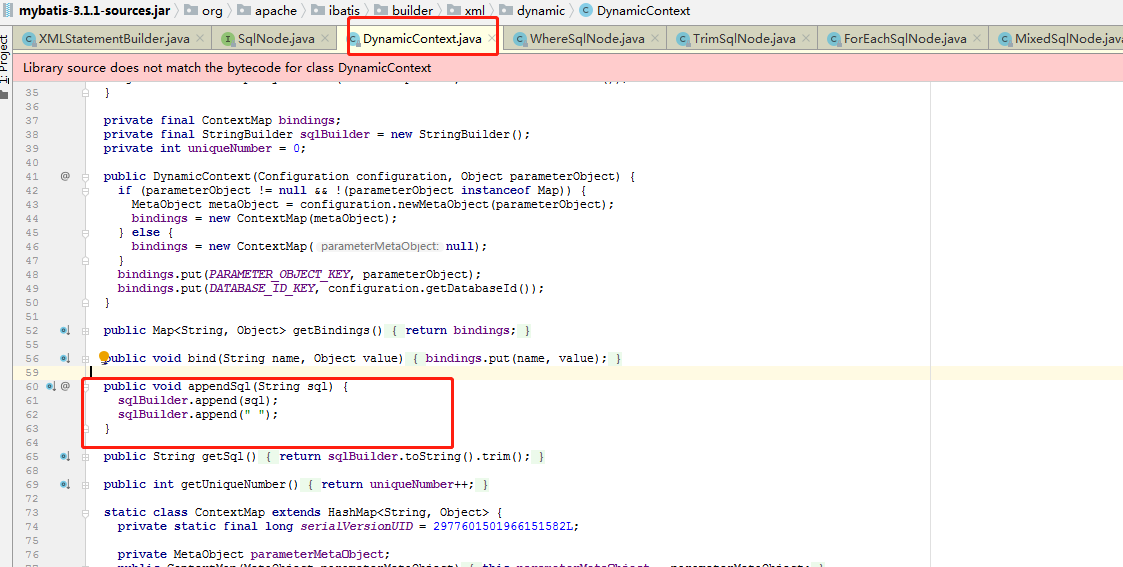 mybatis-3.1.1-sources.jar org apache ibatis builder xml dynamic DynamicContext
XMLStatementBuilder.java SqlNode.java DynamicContext.java WhereSqlNode.java TrimSqlNode.java ForEachSqlNode.java MixedSqlNode.java
1: Project
Library source does not match the bytecode for class DynamicContext
35 }
36
37 private final ContextMap bindings;
38 private final StringBuilder sqlBuilder = new StringBuilder();
39 private int uniqueNumber = 0;
40
41 @ public DynamicContext(Configuration configuration, Object parameterObject) {
42 if (parameterObject != null && !(parameterObject instanceof Map)) {
43 MetaObject metaObject = configuration.newMetaObject(parameterObject);
44 bindings = new ContextMap(metaObject);
45 } else {
46 bindings = new ContextMap( parameterMetaObject: null);
47 }
48 bindings.put(PARAMETER_OBJECT_KEY, parameterObject);
49 bindings.put(DATABASE_ID_KEY, configuration.getDatabaseId());
50 }
51
52 public Map<String, Object> getBindings() { return bindings; }
55
56 public void bind(String name, Object value) { bindings.put(name, value); }
59
60 @ public void appendSql(String sql) {
61 sqlBuilder.append(sql);
62 sqlBuilder.append(" ");
63 }
64
65 public String getSql() { return sqlBuilder.toString().trim(); }
68
69 public int getUniqueNumber() { return uniqueNumber++; }
72
73 static class ContextMap extends HashMap<String, Object> {
74 private static final long serialVersionUID = 2977601501966151582L;
75
76 private MetaObject parameterMetaObject;